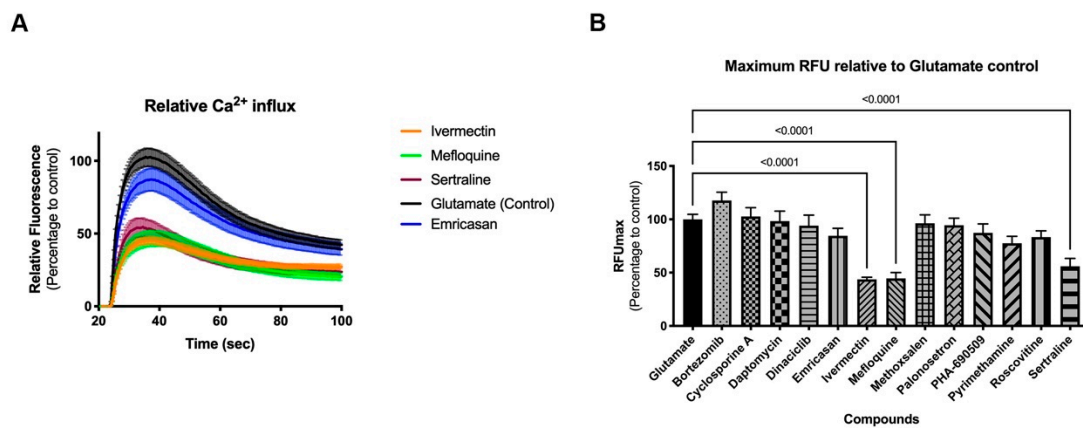 A
Relative Ca²⁺ influx
Relative Fluorescence
(Percentage to control)
100
50
0
20
40
60
80
100
Time (sec)
Ivermectin
Mefloquine
Sertraline
Glutamate (Control)
Emricasan
B
Maximum RFU relative to Glutamate control
<0.0001
<0.0001
<0.0001
RFUmax
(Percentage to control)
150
100
50
0
Glutamate
Bortezomib
Cyclosporine A
Daptomycin
Dinaciclib
Emricasan
Ivermectin
Mefloquine
Methoxsalen
Palonosetron
PHA-690509
Pyrimethamine
Roscovitine
Sertraline
Compounds